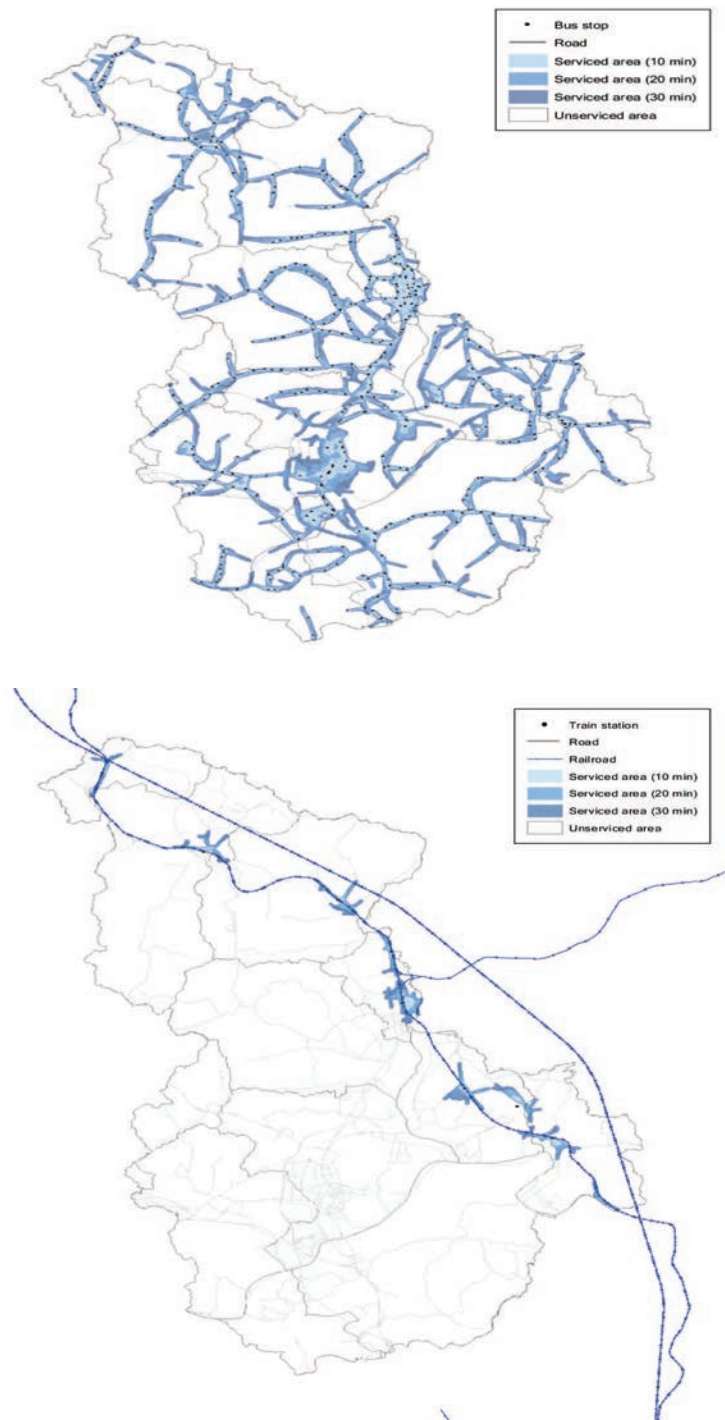 Bus stop
Road
Serviced area (10 min)
Serviced area (20 min)
Serviced area (30 min)
Unserviced area
Train station
Road
Railroad
Serviced area (10 min)
Serviced area (20 min)
Serviced area (30 min)
Unserviced area